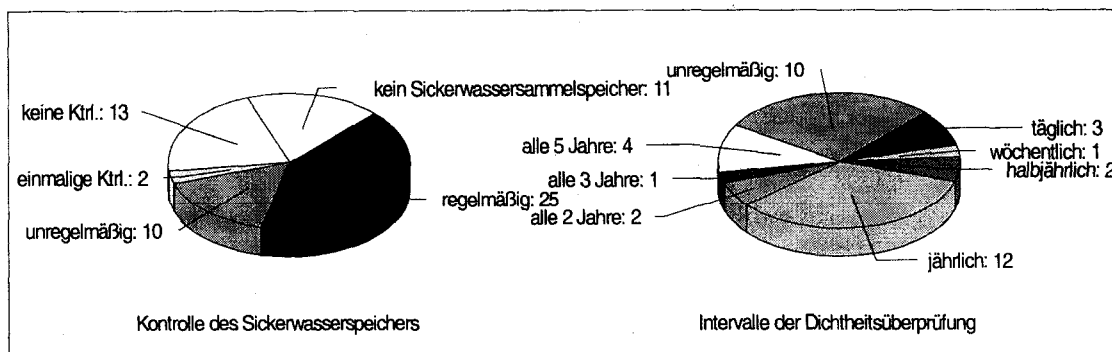 kein Sickerwassersammelspeicher: 11
keine Ktrl.: 13
einmalige Ktrl.: 2
regelmäßig: 25
unregelmäßig: 10
Kontrolle des Sickerwasserspeichers
unregelmäßig: 10
täglich: 3
alle 5 Jahre: 4
wöchentlich: 1
halbjährlich: 2
alle 3 Jahre: 1
alle 2 Jahre: 2
jährlich: 12
Intervalle der Dichtheitsüberprüfung